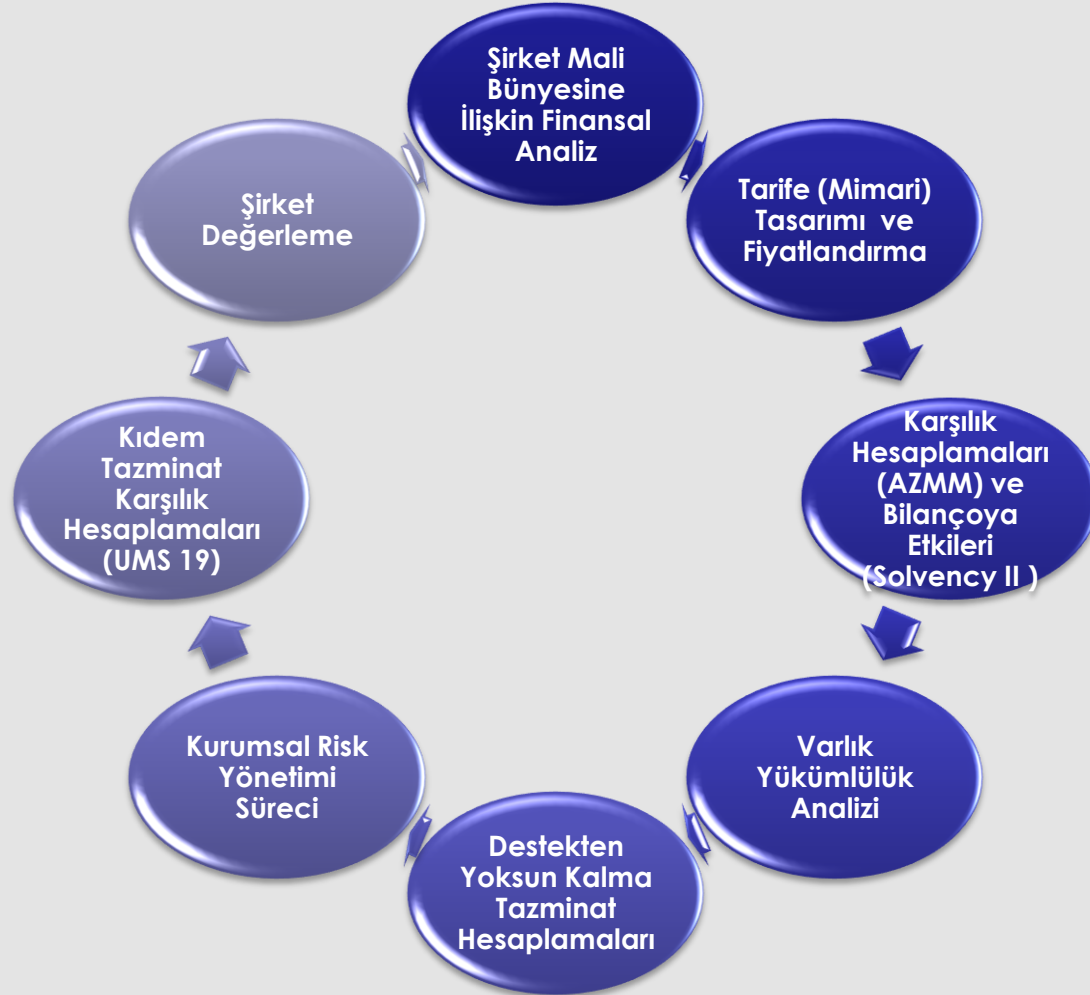 Şirket Mali
Bünyesine
İlişkin Finansal
Analiz
Tarife (Mimari)
Tasarımı ve
Fiyatlandırma
Karşılık
Hesaplamaları
(AZMM) ve
Bilançoya
Etkileri
(Solvency II )
Varlık
Yükümlülük
Analizi
Destekten
Yoksun Kalma
Tazminat
Hesaplamaları
Kurumsal Risk
Yönetimi
Süreci
Kıdem
Tazminat
Karşılık
Hesaplamaları
(UMS 19)
Şirket
Değerleme